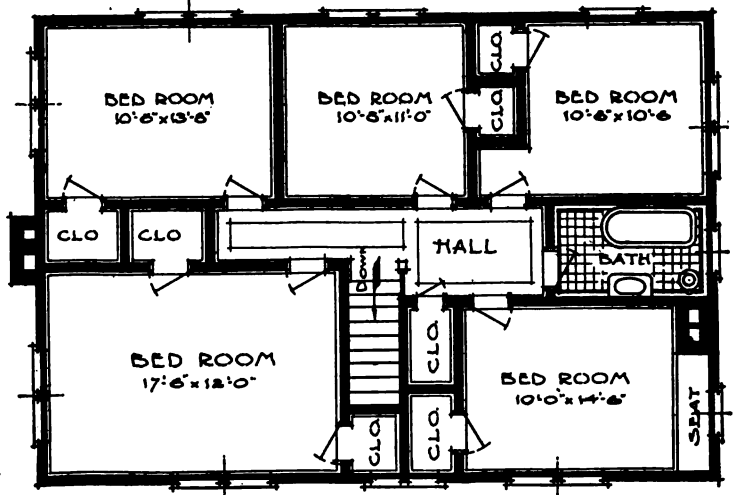 CLO.
BED ROOM
10'-6"x13'-6"
BED ROOM
10'-6"x11'-0"
CLO.
BED ROOM
10'-6"x10'-6
CLO
CLO
HALL
BATH
DOWN
BED ROOM
17'-6"x12'-0"
CLO.
BED ROOM
10'-0"x14'-6"
SEAT
CLO.
CLO.